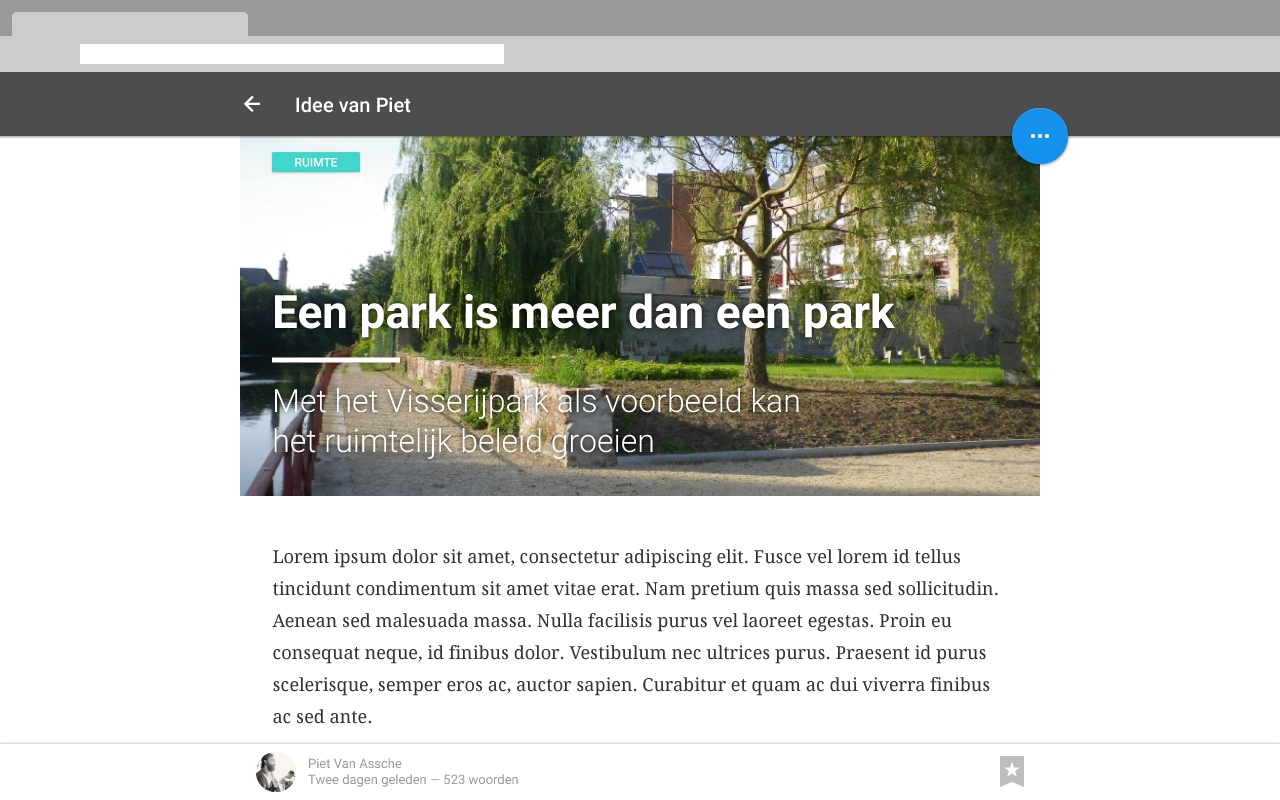 Idee van Piet
RUIMTE
Een park is meer dan een park
Met het Visserijpark als voorbeeld kan
het ruimtelijk beleid groeien
Lorem ipsum dolor sit amet, consectetur adipiscing elit. Fusce vel lorem id tellus
tincidunt condimentum sit amet vitae erat. Nam pretium quis massa sed sollicitudin.
Aenean sed malesuada massa. Nulla facilisis purus vel laoreet egestas. Proin eu
consequat neque, id finibus dolor. Vestibulum nec ultrices purus. Praesent id purus
scelerisque, semper eros ac, auctor sapien. Curabitur et quam ac dui viverra finibus
ac sed ante.
Piet Van Assche
Twee dagen geleden — 523 woorden